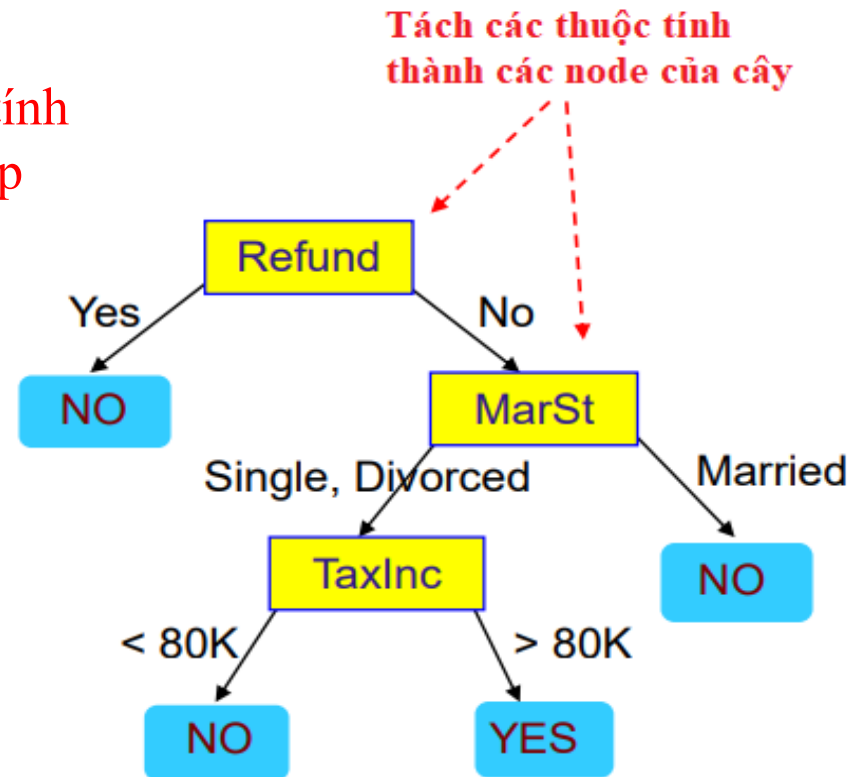 Tách các thuộc tính
thành các node của cây
tính
Refund
Yes
No
NO
MarSt
Single, Divorced
Married
TaxInc
NO
< 80K
> 80K
NO
YES